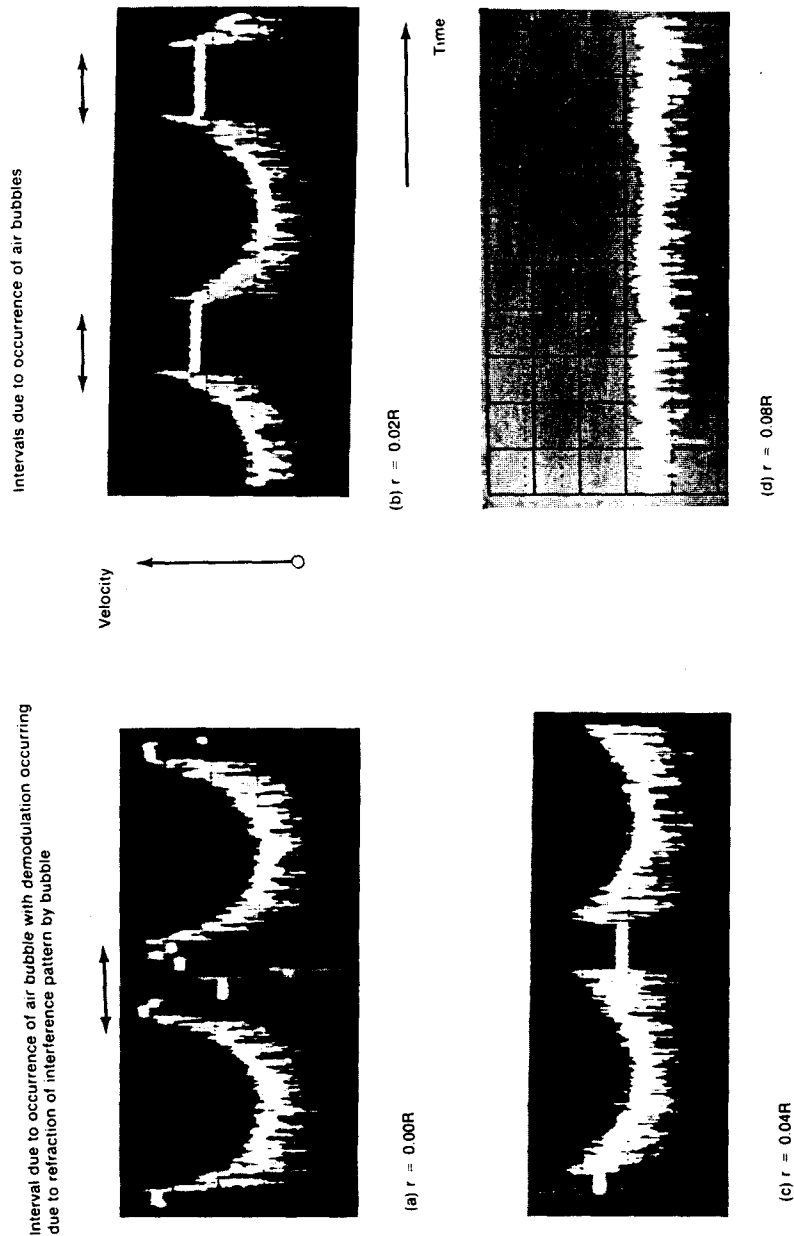 Interval due to occurrence of air bubble with demodulation occurring
due to refraction of interference pattern by bubble
Intervals due to occurrence of air bubbles
Velocity
Time
(a) r = 0.00R
(b) r = 0.02R
(c) r = 0.04R
(d) r = 0.08R